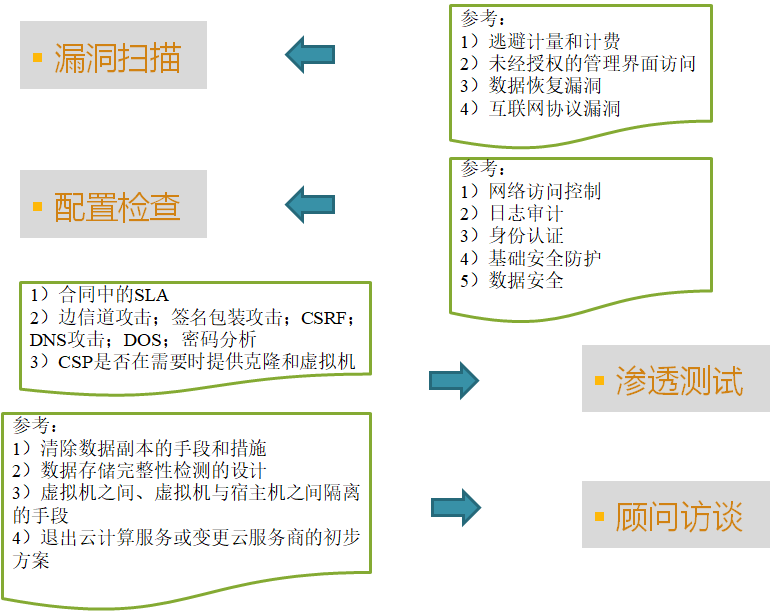 漏洞扫描
参考：
1）逃避计量和计费
2）未经授权的管理界面访问
3）数据恢复漏洞
4）互联网协议漏洞
配置检查
参考：
1）网络访问控制
2）日志审计
3）身份认证
4）基础安全防护
5）数据安全
1）合同中的SLA
2）边信道攻击；签名包装攻击；CSRF；
DNS攻击；DOS；密码分析
3）CSP是否在需要时提供克隆和虚拟机
渗透测试
参考：
1）清除数据副本的手段和措施
2）数据存储完整性检测的设计
3）虚拟机之间、虚拟机与宿主机之间隔离
的手段
4）退出云计算服务或变更云服务商的初步
方案
顾问访谈